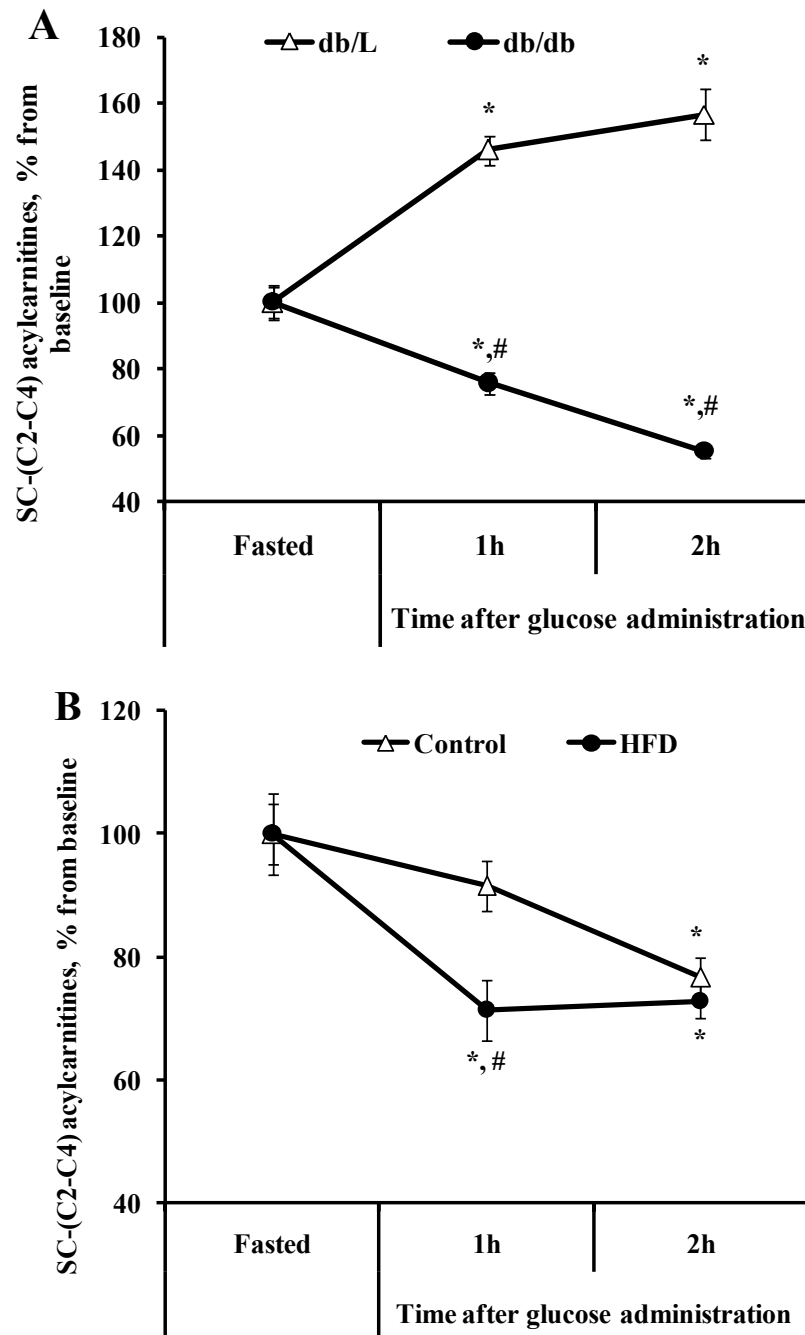 A
db/L db/db
SC-(C2-C4) acylcarnitines, % from
baseline
180
160
140
120
100
80
60
40
*
*
*,#
*,#
Fasted 1h 2h
Time after glucose administration
B
Control HFD
SC-(C2-C4) acylcarnitines, % from baseline
120
100
80
60
40
*
*, #
*
Fasted 1h 2h
Time after glucose administration